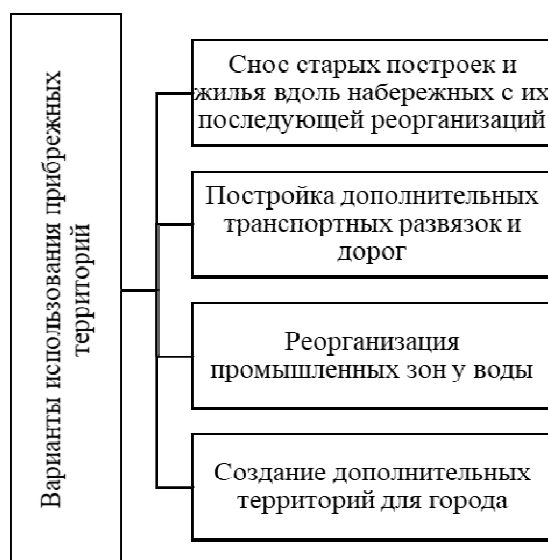 Варианты использования прибрежных
территорий
Снос старых построек и
жилья вдоль набережных с их
последующей реорганизаций
Постройка дополнительных
транспортных развязок и
дорог
Реорганизация
промышленных зон у воды
Создание дополнительных
территорий для города